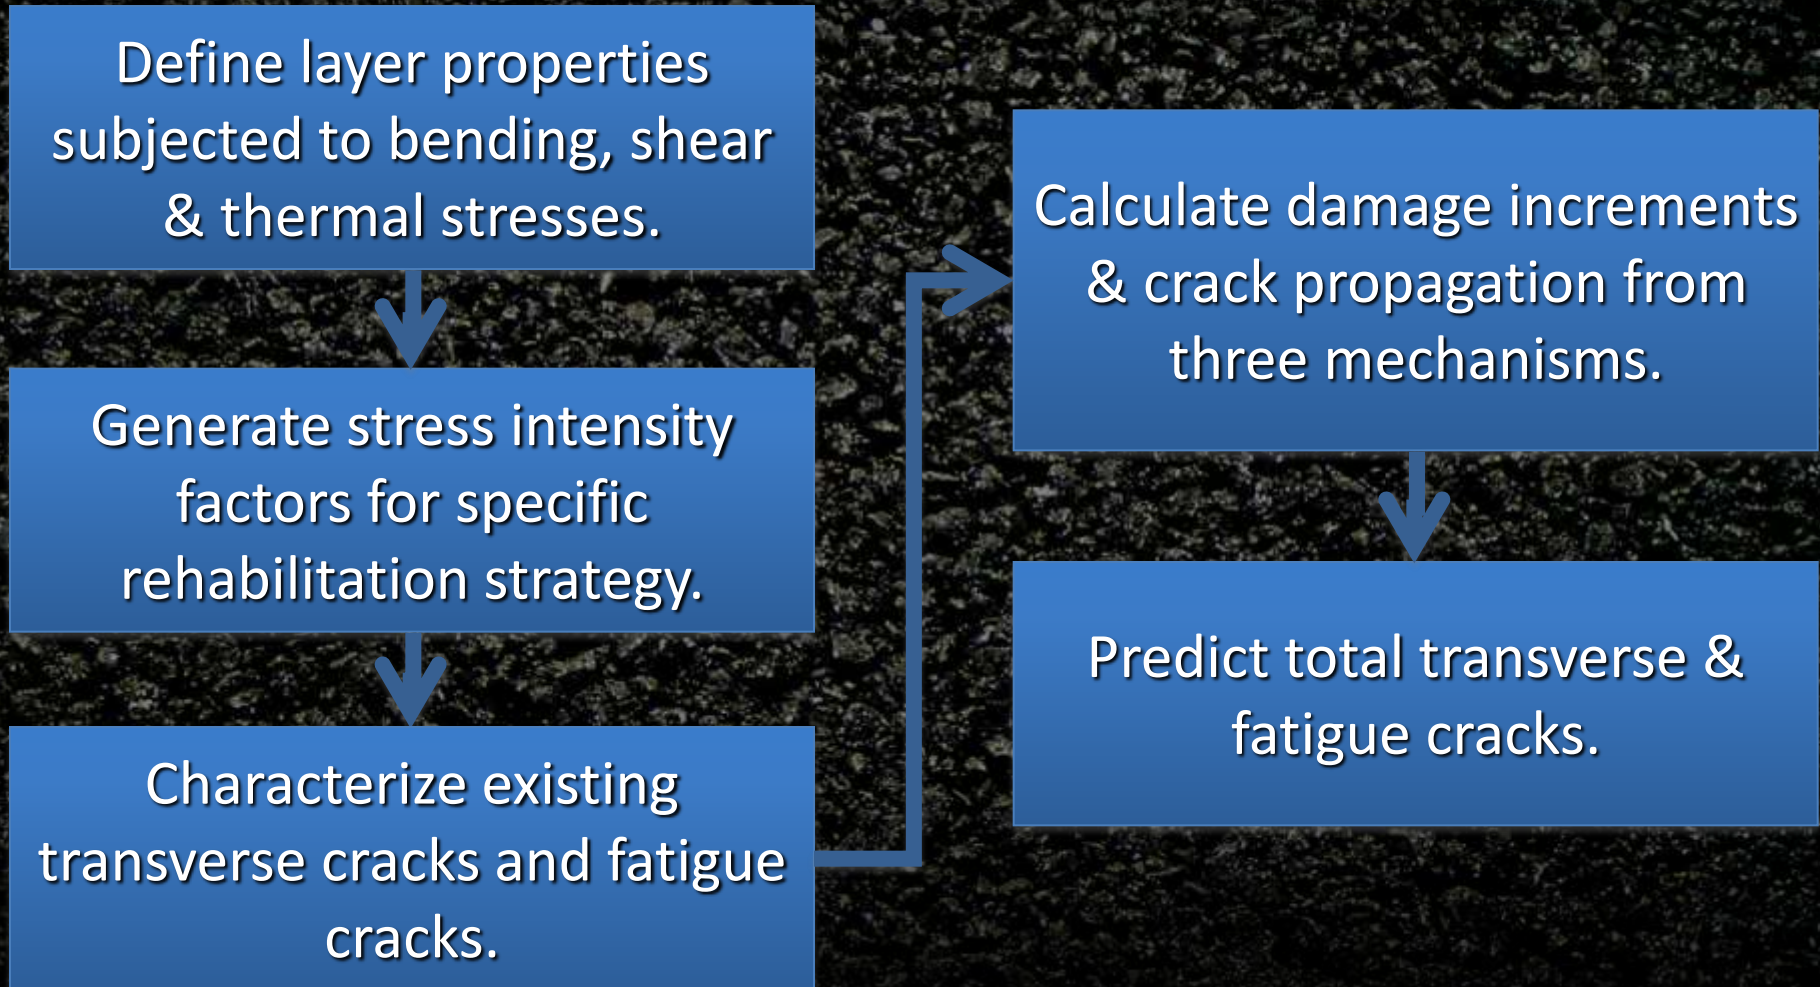 Define layer properties
subjected to bending, shear
& thermal stresses.
Generate stress intensity
factors for specific
rehabilitation strategy.
Characterize existing
transverse cracks and fatigue
cracks.
Calculate damage increments
& crack propagation from
three mechanisms.
Predict total transverse &
fatigue cracks.